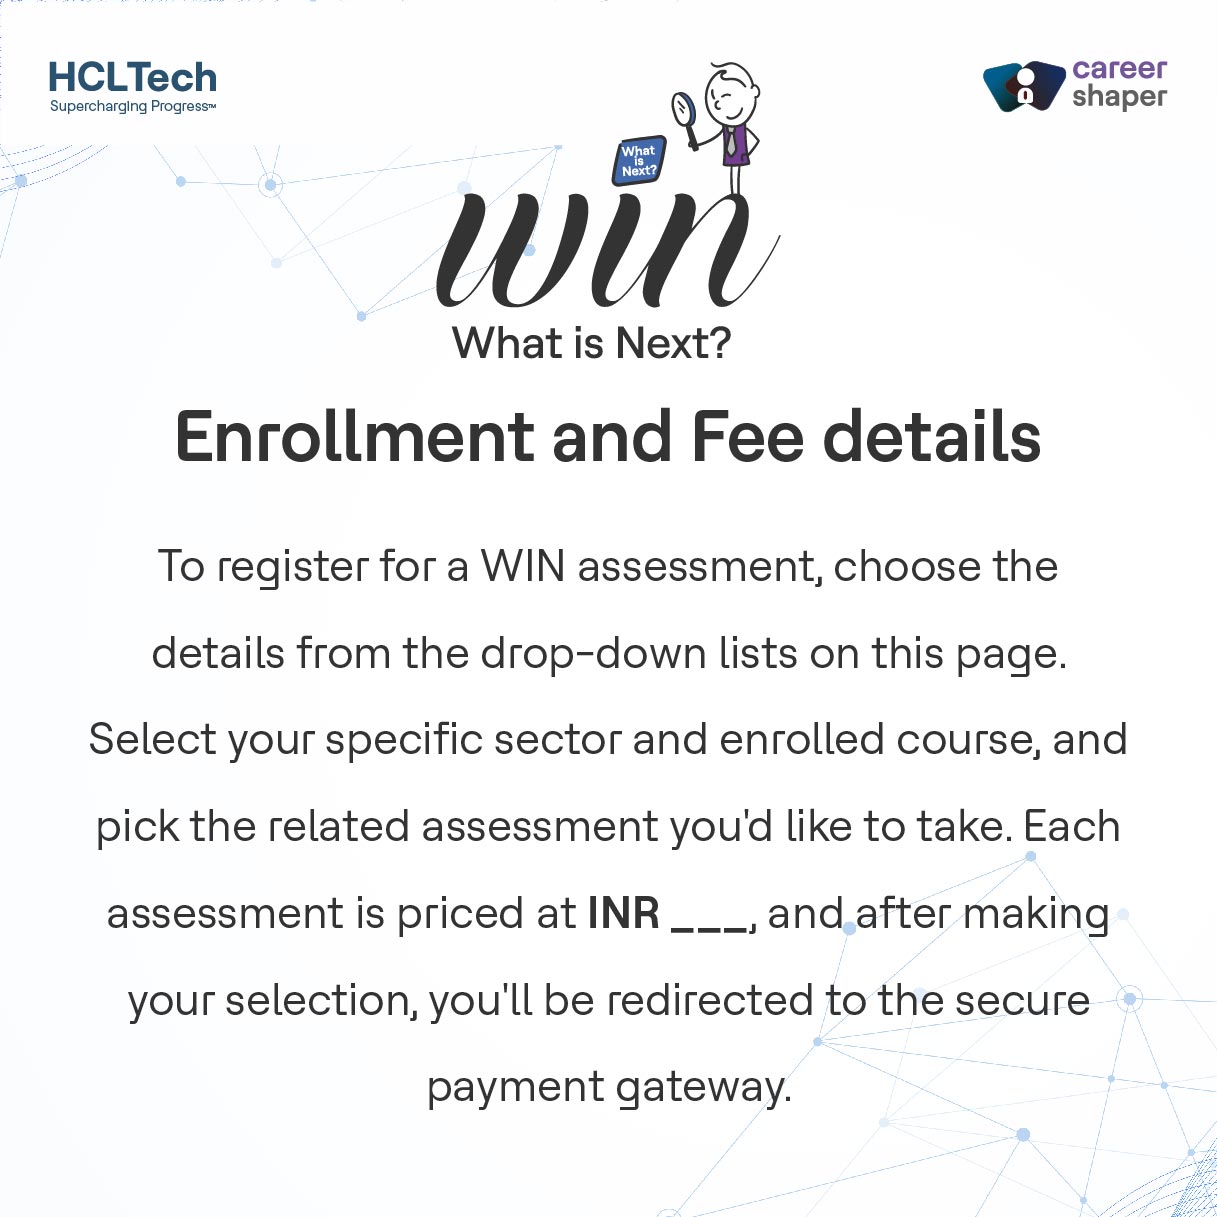 HCLTech
Supercharging Progress™
career
shaper
What
is
Next?
win
What is Next?
Enrollment and Fee details
To register for a WIN assessment, choose the
details from the drop-down lists on this page.
Select your specific sector and enrolled course, and
pick the related assessment you'd like to take. Each
assessment is priced at INR ___, and after making
your selection, you'll be redirected to the secure
payment gateway.